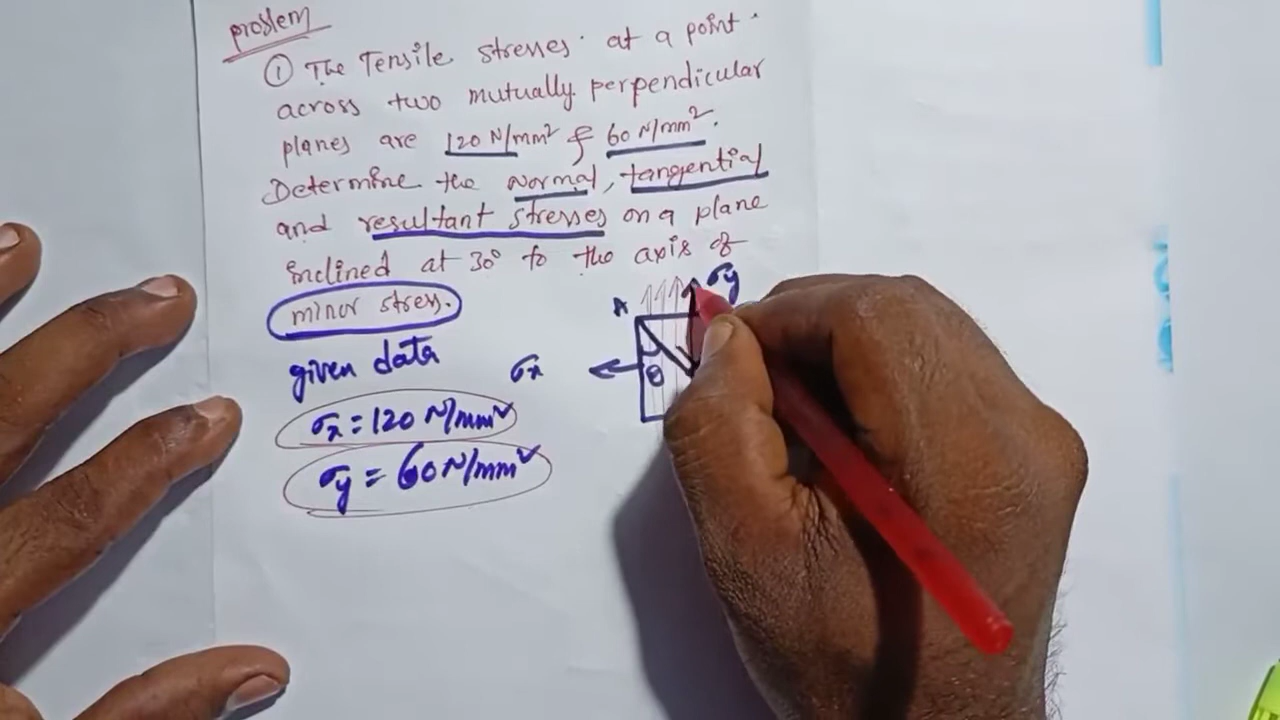 problem
① The Tensile stresses at a point
across two mutually perpendicular
planes are 120 N/mm² & 60 N/mm².
Determine the Normal, tangential
and resultant stresses on a plane
inclined at 30° to the axis of
minor stress.
given data
σx = 120 N/mm²
σy = 60 N/mm²
σy
A
σx
θ